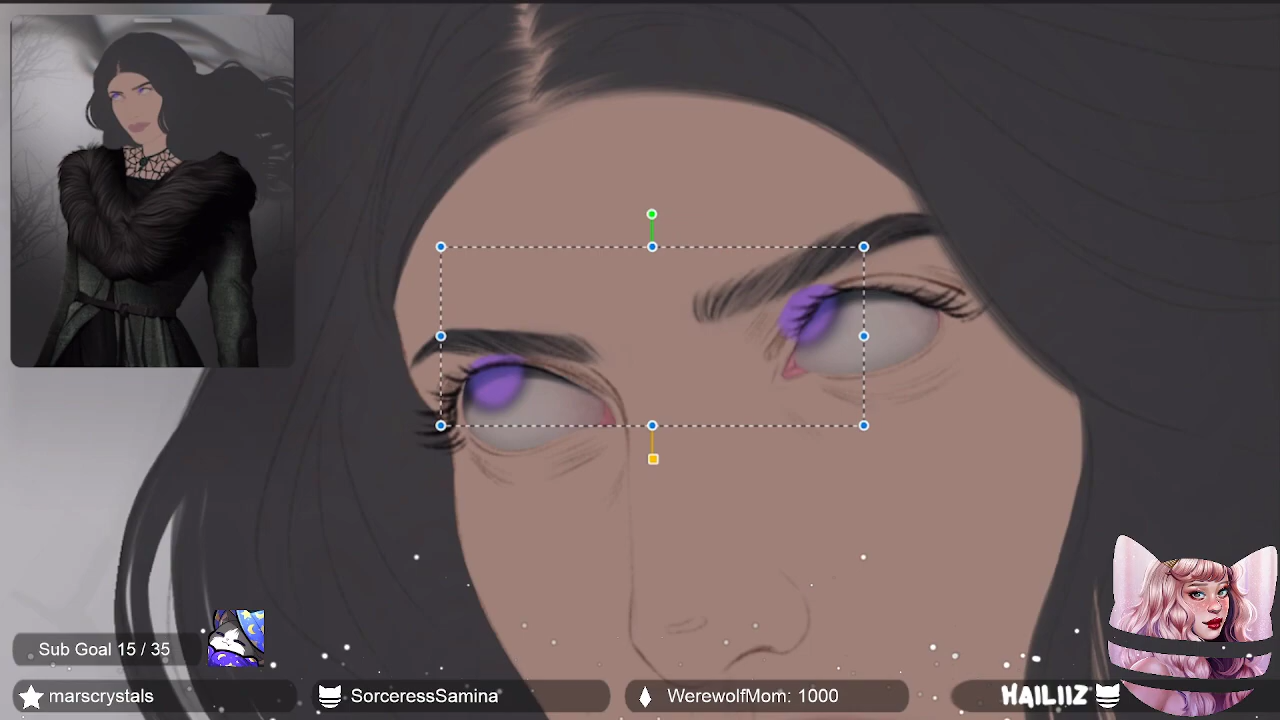 Sub Goal 15 / 35
marscrystals
SorceressSamina
WerewolfMom: 1000
HAILIIZ